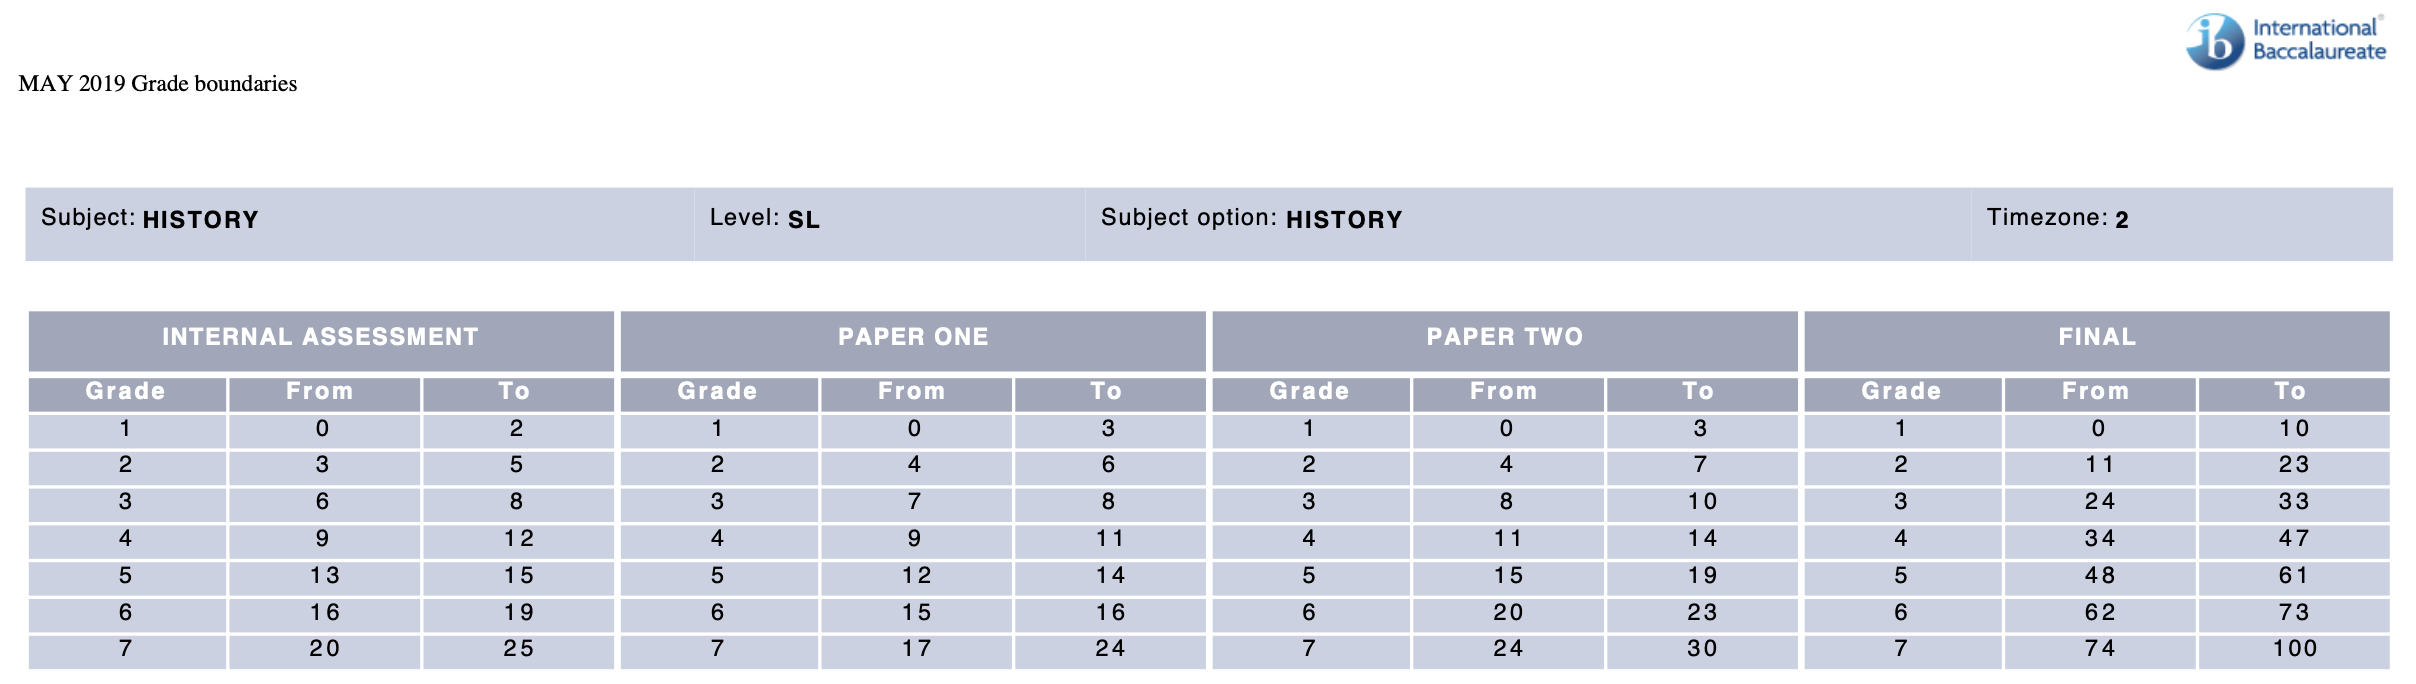 International
Baccalaureate
MAY 2019 Grade boundaries
Subject: HISTORY Level: SL Subject option: HISTORY Timezone: 2
INTERNAL ASSESSMENT PAPER ONE PAPER TWO FINAL
Grade From To Grade From To Grade From To Grade From To
1 0 2 1 0 3 1 0 3 1 0 10
2 3 5 2 4 6 2 4 7 2 11 23
3 6 8 3 7 8 3 8 10 3 24 33
4 9 12 4 9 11 4 11 14 4 34 47
5 13 15 5 12 14 5 15 19 5 48 61
6 16 19 6 15 16 6 20 23 6 62 73
7 20 25 7 17 24 7 24 30 7 74 100